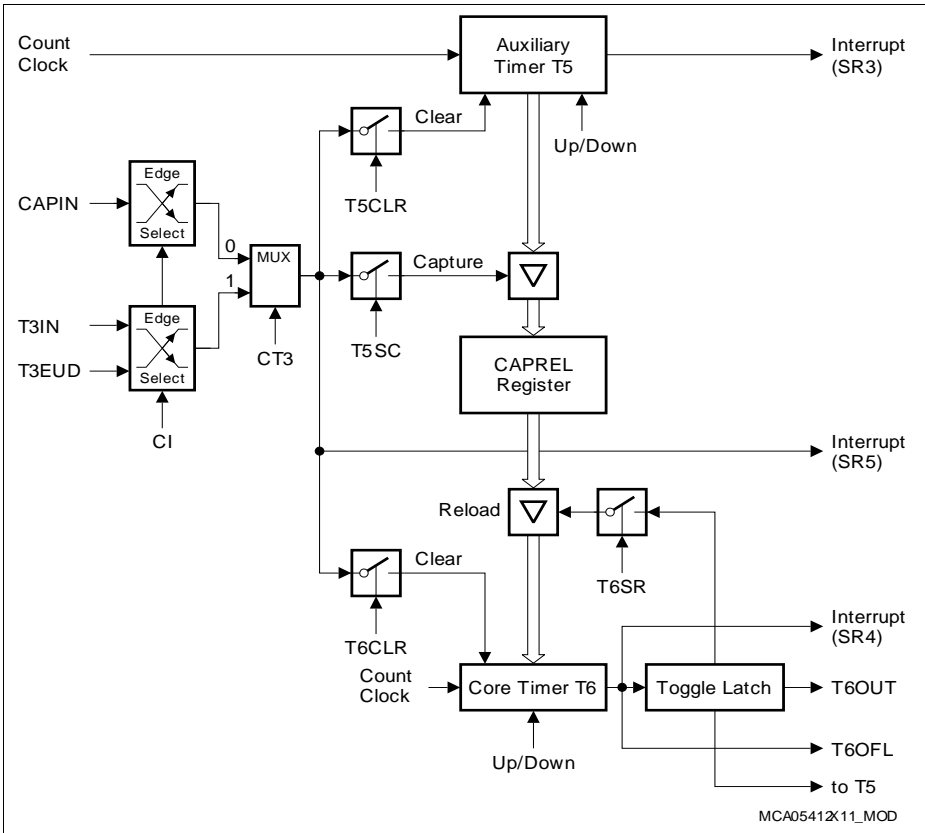 Count
Clock
Auxiliary
Timer T5
Interrupt
(SR3)
Clear
Up/Down
T5CLR
Edge
Select
CAPIN
0
MUX
1
Capture
T5SC
CT3
Edge
Select
T3IN
T3EUD
CI
CAPREL
Register
Interrupt
(SR5)
Reload
T6SR
Clear
T6CLR
Interrupt
(SR4)
Count
Clock
Core Timer T6
Toggle Latch
T6OUT
Up/Down
T6OFL
to T5
MCA05412X11_MOD